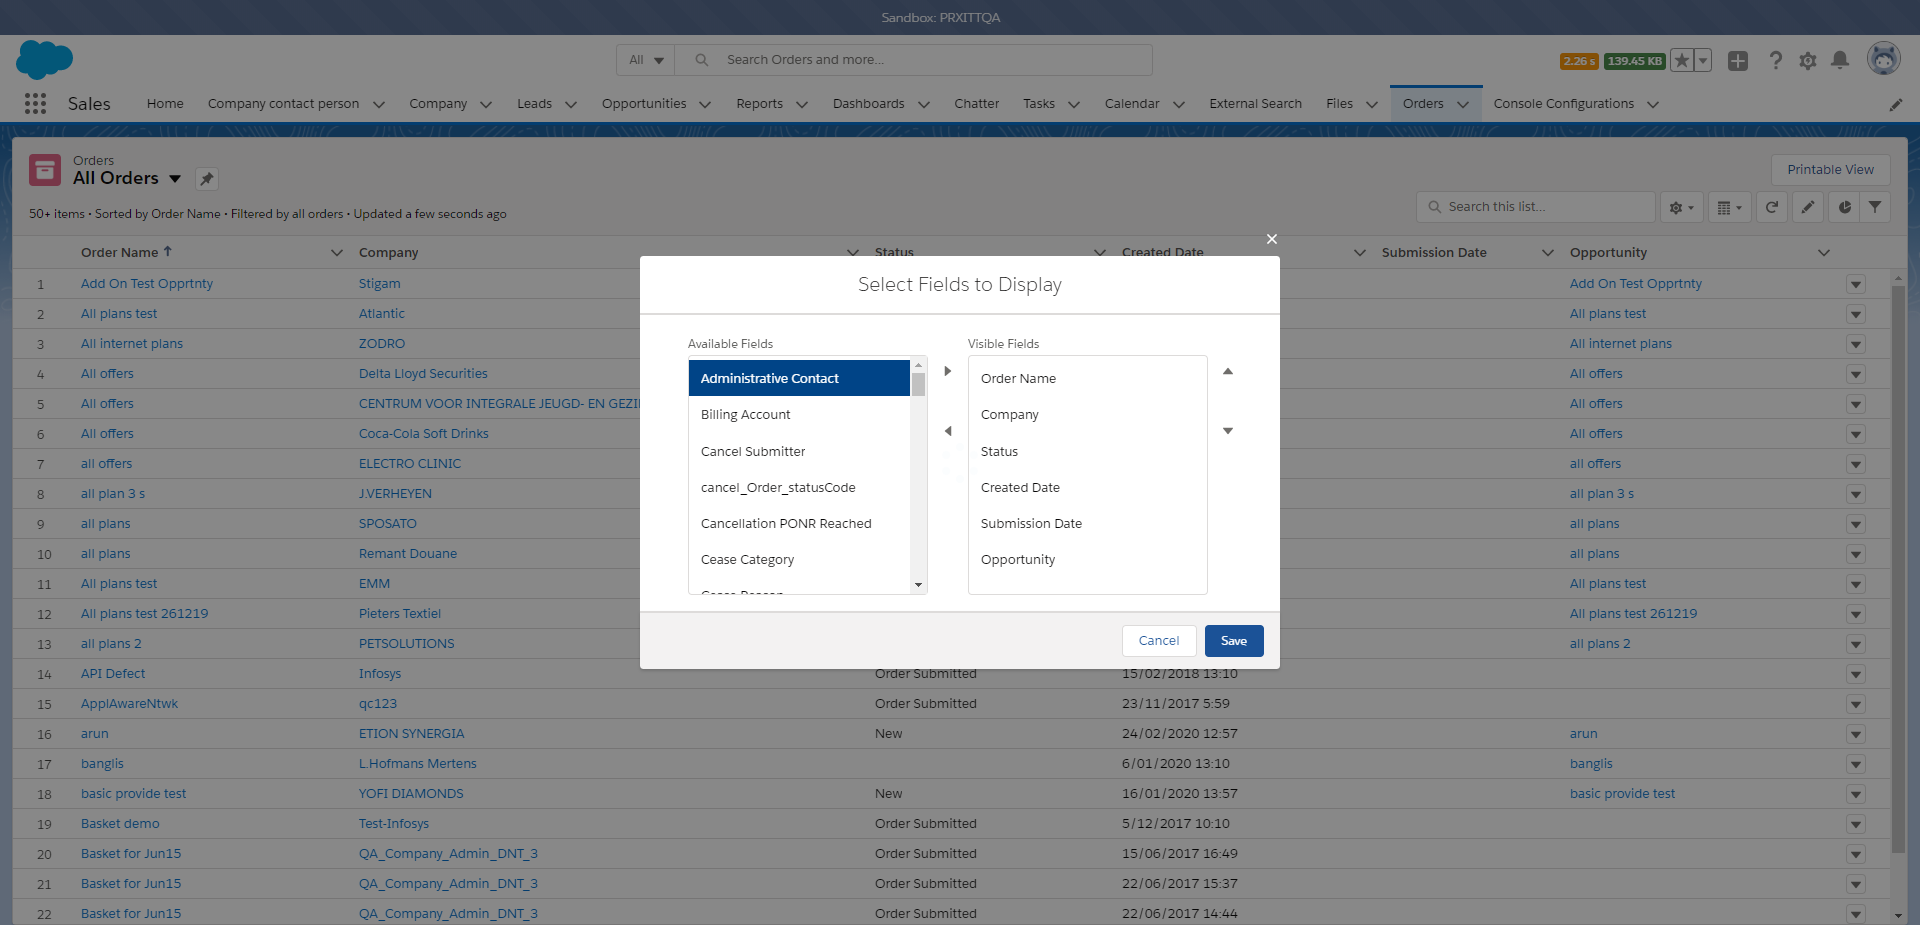 Sandbox: PRXITTQA
All Search Orders and more... 2.26 s 139.45 KB
Sales Home Company contact person Company Leads Opportunities Reports Dashboards Chatter Tasks Calendar External Search Files Orders Console Configurations
Orders
All Orders
Printable View
50+ items • Sorted by Order Name • Filtered by all orders • Updated a few seconds ago
Search this list...
Order Name Company Status Created Date Submission Date Opportunity
1 Add On Test Opprtnty Stigam Add On Test Opprtnty
2 All plans test Atlantic All plans test
3 All internet plans ZODRO All internet plans
4 All offers Delta Lloyd Securities All offers
5 All offers CENTRUM VOOR INTEGRALE JEUGD- EN GEZI All offers
6 All offers Coca-Cola Soft Drinks All offers
7 all offers ELECTRO CLINIC all offers
8 all plan 3 s J.VERHEYEN all plan 3 s
9 all plans SPOSATO all plans
10 all plans Remant Douane all plans
11 All plans test EMM All plans test
12 All plans test 261219 Pieters Textiel All plans test 261219
13 all plans 2 PETSOLUTIONS all plans 2
14 API Defect Infosys Order Submitted 15/02/2018 13:10
15 ApplAwareNtwk qc123 Order Submitted 23/11/2017 5:59
16 arun ETION SYNERGIA New 24/02/2020 12:57 arun
17 banglis L.Hofmans Mertens 6/01/2020 13:10 banglis
18 basic provide test YOFI DIAMONDS New 16/01/2020 13:57 basic provide test
19 Basket demo Test-Infosys Order Submitted 5/12/2017 10:10
20 Basket for Jun15 QA_Company_Admin_DNT_3 Order Submitted 15/06/2017 16:49
21 Basket for Jun15 QA_Company_Admin_DNT_3 Order Submitted 22/06/2017 15:37
22 Basket for Jun15 QA_Company_Admin_DNT_3 Order Submitted 22/06/2017 14:44
Select Fields to Display
Available Fields
Administrative Contact
Billing Account
Cancel Submitter
cancel_Order_statusCode
Cancellation PONR Reached
Cease Category
Cease Reason
Visible Fields
Order Name
Company
Status
Created Date
Submission Date
Opportunity
Cancel Save